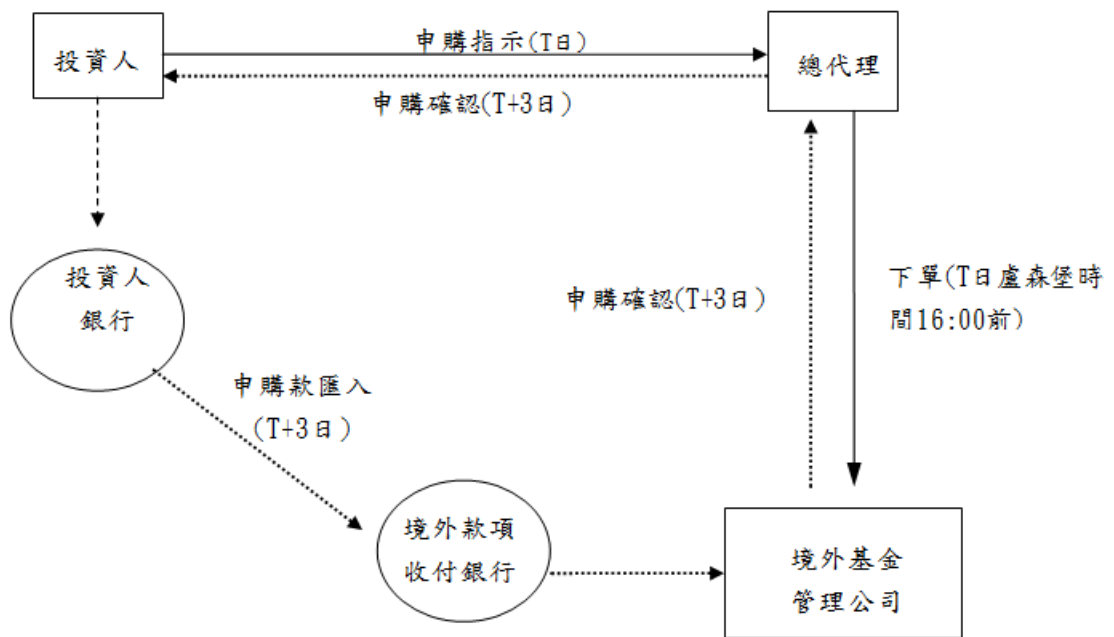 申購指示(T日)
投資人
總代理
申購確認(T+3日)
投資人
銀行
下單(T日盧森堡時
間16:00前)
申購確認(T+3日)
申購款匯入
(T+3日)
境外款項
收付銀行
境外基金
管理公司